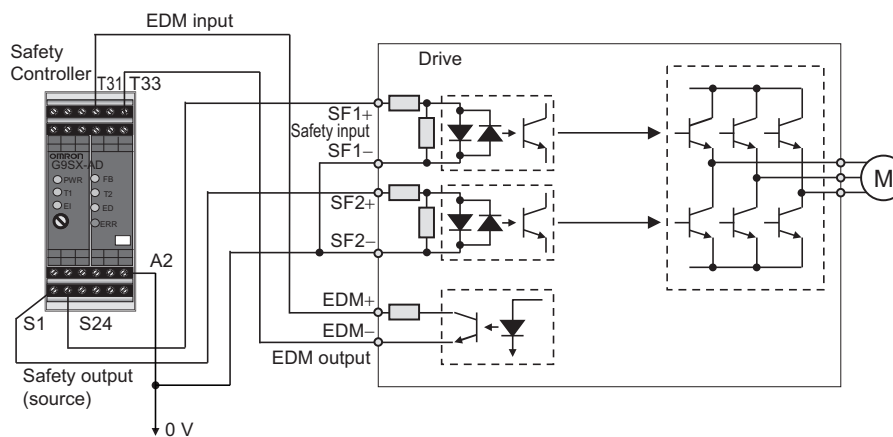 EDM input
Safety
Controller
T31 T33
Drive
SF1+
Safety input
SF1−
SF2+
SF2−
EDM+
EDM−
EDM output
OMRON
G9SX-AD
PWR
FB
T1
T2
EI
ED
ERR
A2
S1
S24
Safety output
(source)
0 V
M